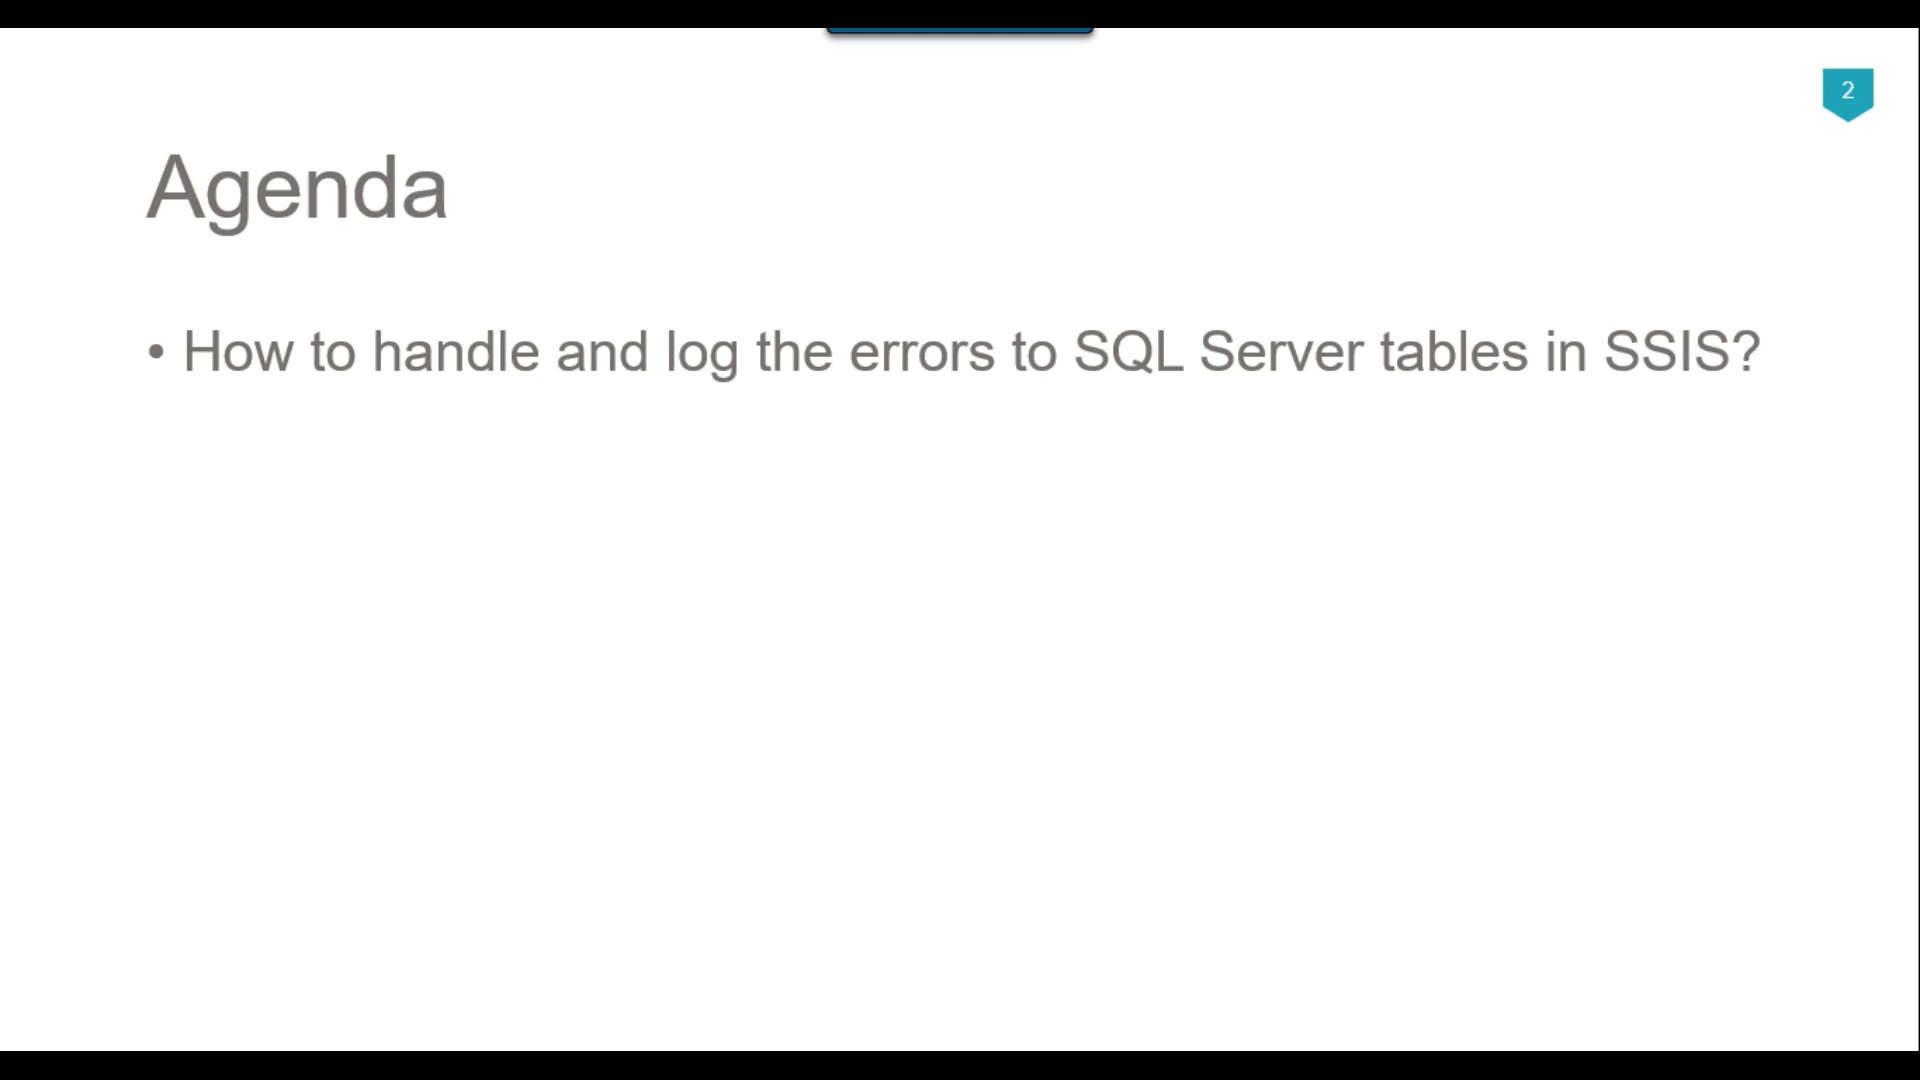 2
Agenda
• How to handle and log the errors to SQL Server tables in SSIS?